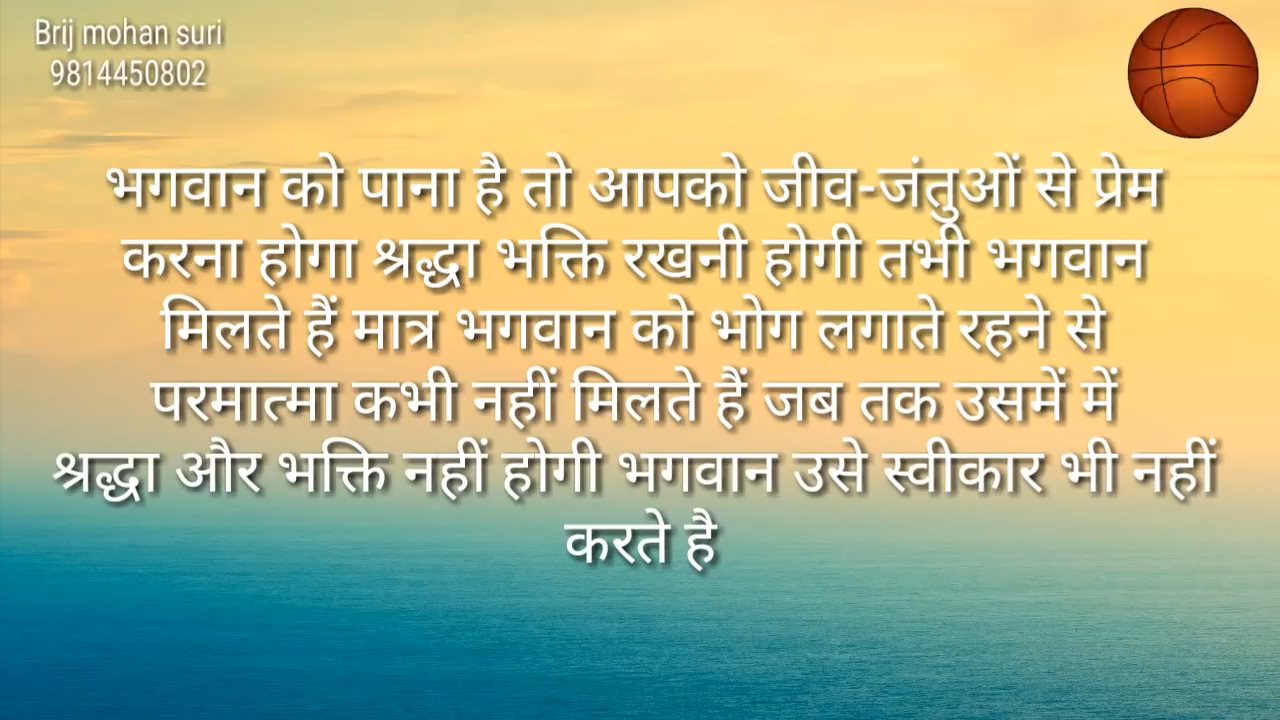 Brij mohan suri
9814450802
भगवान को पाना है तो आपको जीव-जंतुओं से प्रेम
करना होगा श्रद्धा भक्ति रखनी होगी तभी भगवान
मिलते हैं मात्र भगवान को भोग लगाते रहने से
परमात्मा कभी नहीं मिलते हैं जब तक उसमें में
श्रद्धा और भक्ति नहीं होगी भगवान उसे स्वीकार भी नहीं
करते है